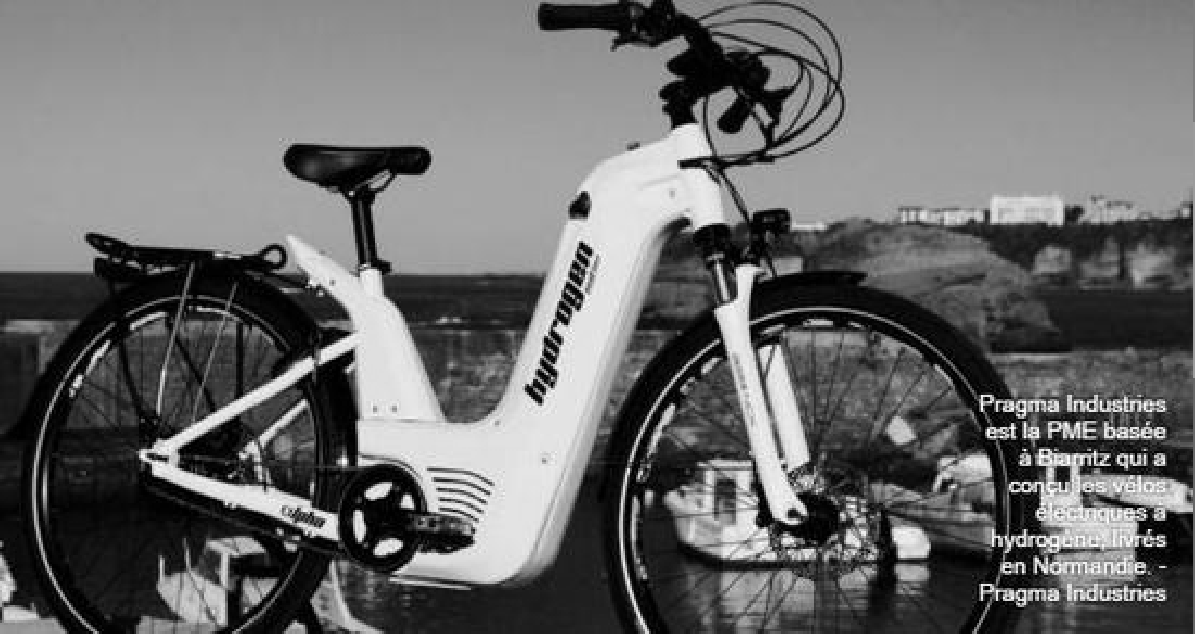 hydrogen
alpha
Pragma Industries
est la PME basée
à Biarritz qui a
conçu les vélos
électriques à
hydrogène, livrés
en Normandie. -
Pragma Industries